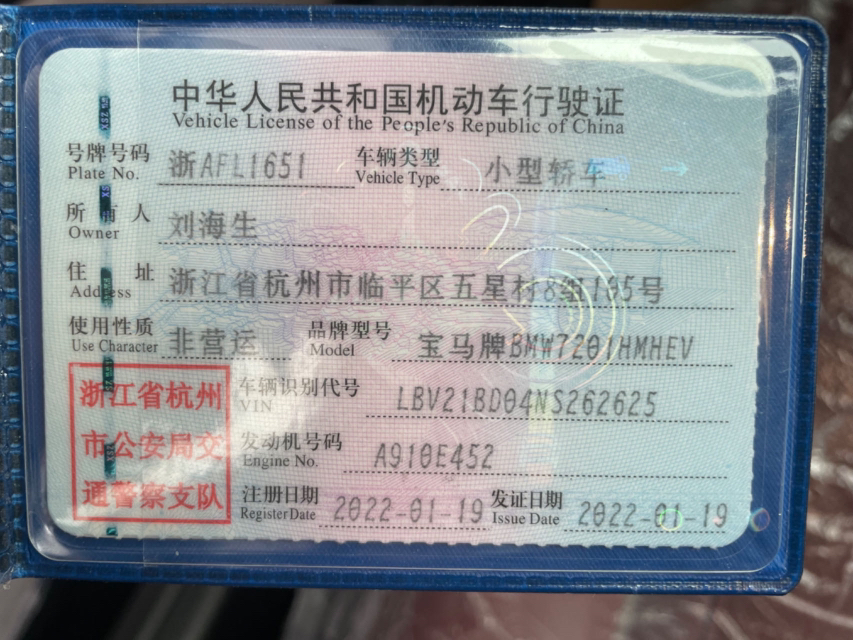 中华人民共和国机动车行驶证
Vehicle License of the People's Republic of China
号牌号码 浙AFL1651 车辆类型 小型轿车
Plate No. Vehicle Type
所有人 刘海生
Owner
住址 浙江省杭州市临平区五星村8组185号
Address
使用性质 非营运 品牌型号 宝马牌BMW7201HMHEV
Use Character Model
浙江省杭州 车辆识别代号 LBV21BD04NS262625
VIN
市公安局交 发动机号码 A910E452
Engine No.
通警察支队 注册日期 2022-01-19 发证日期 2022-01-19
Register Date Issue Date